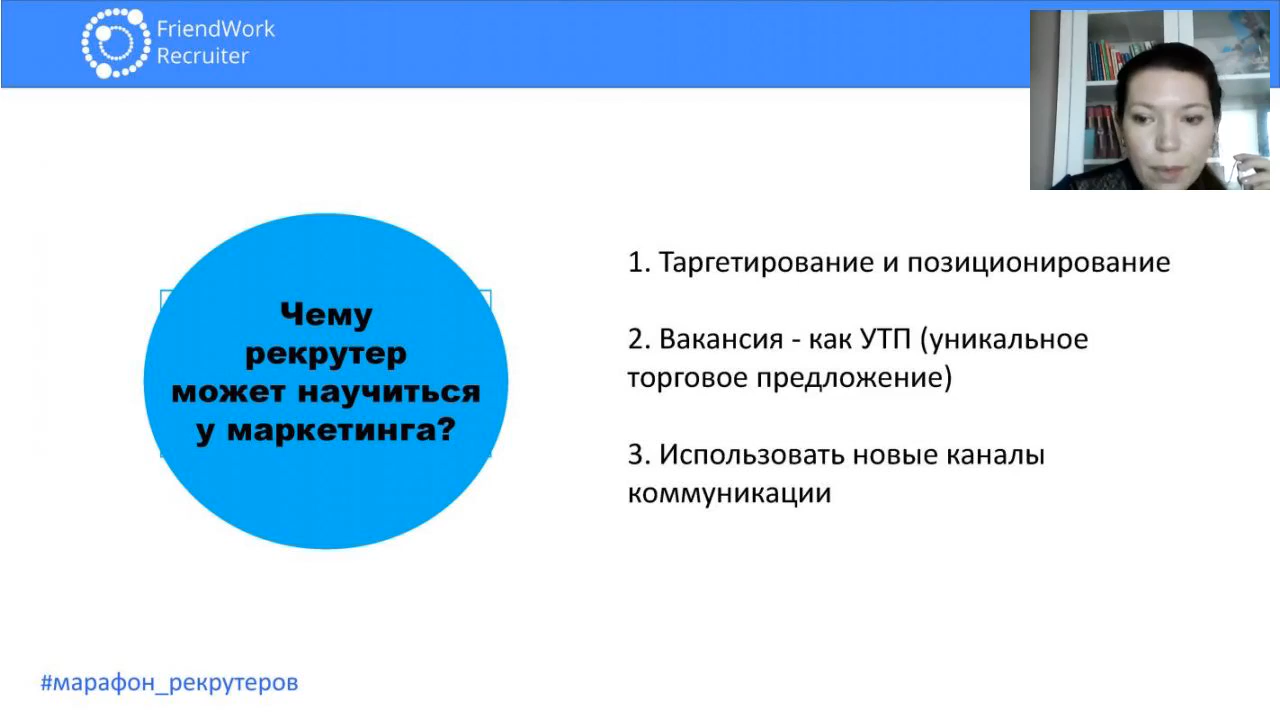 FriendWork
Recruiter
Чему
рекрутер
может научиться
у маркетинга?
1. Таргетирование и позиционирование
2. Вакансия - как УТП (уникальное
торговое предложение)
3. Использовать новые каналы
коммуникации
#марафон_рекрутеров